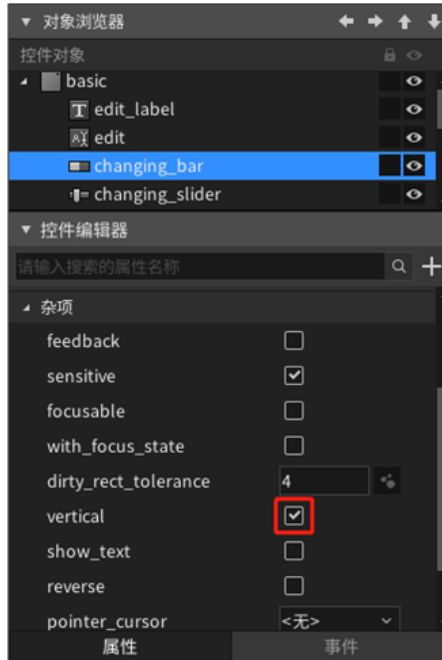 对象浏览器
控件对象
basic
edit_label
edit
changing_bar
changing_slider
控件编辑器
请输入搜索的属性名称
杂项
feedback
sensitive
focusable
with_focus_state
dirty_rect_tolerance 4
vertical
show_text
reverse
pointer_cursor <无>
属性 事件